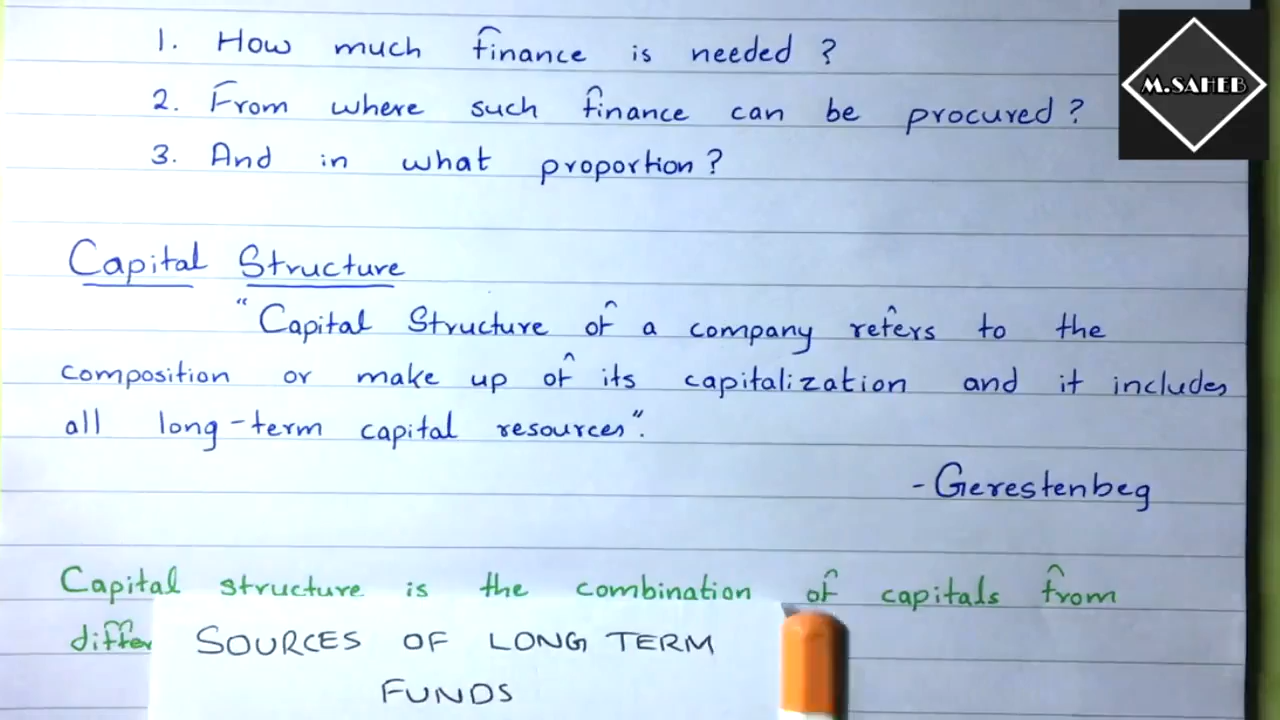 1. How much finance is needed ?
M.SAHEB
2. From where such finance can be procured ?
3. And in what proportion ?
Capital Structure
"Capital Structure of a company refers to the
composition or make up of its capitalization and it includes
all long-term capital resources".
- Gerestenbeg
Capital structure is the combination of capitals from
differ
SOURCES OF LONG TERM
FUNDS